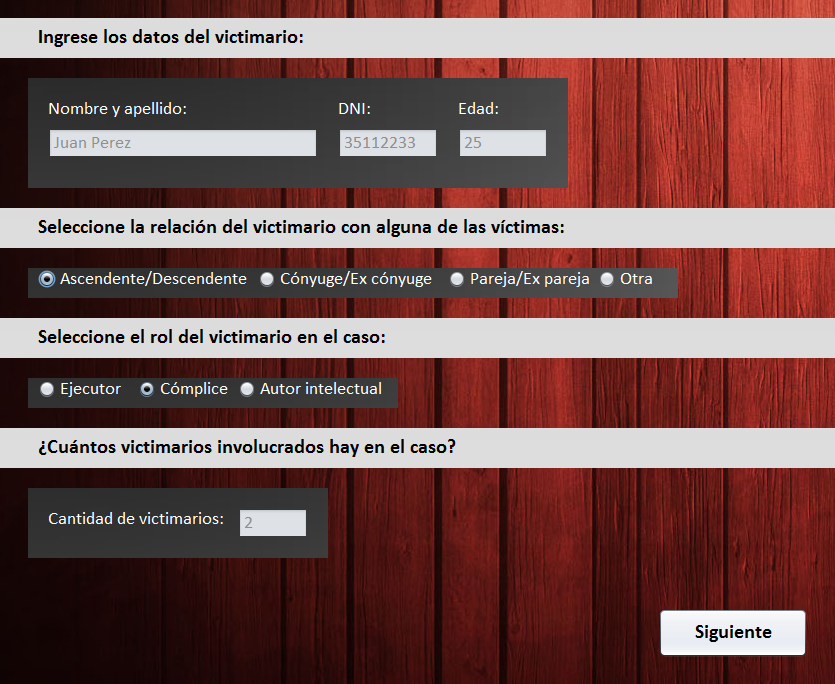 Ingrese los datos del victimario:
Nombre y apellido: DNI: Edad:
Juan Perez 35112233 25
Seleccione la relación del victimario con alguna de las víctimas:
Ascendente/Descendente Cónyuge/Ex cónyuge Pareja/Ex pareja Otra
Seleccione el rol del victimario en el caso:
Ejecutor Cómplice Autor intelectual
¿Cuántos victimarios involucrados hay en el caso?
Cantidad de victimarios: 2
Siguiente